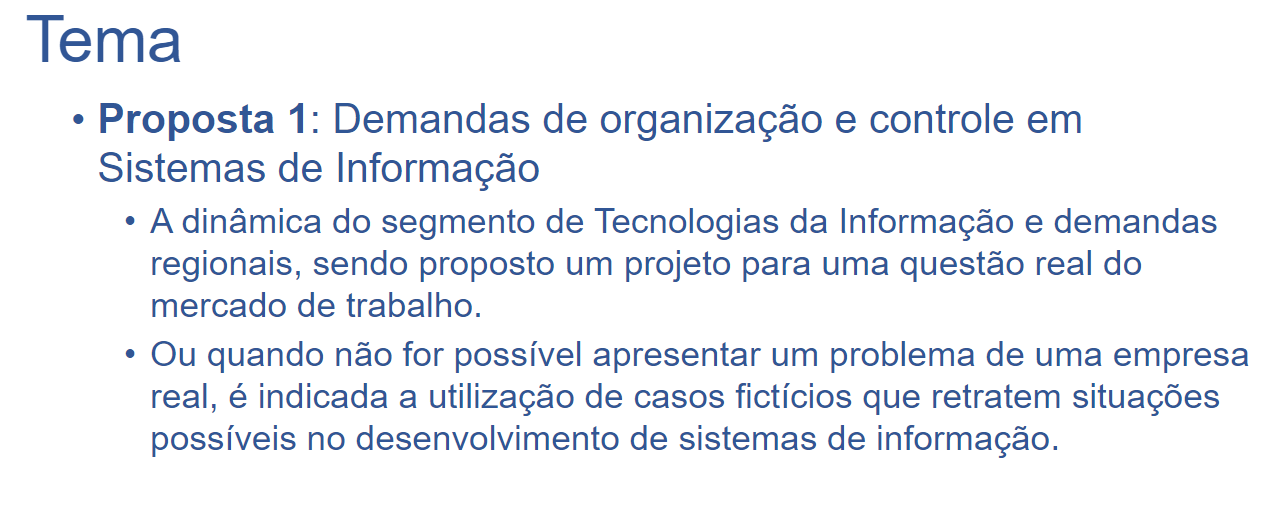 Tema
• Proposta 1: Demandas de organização e controle em
Sistemas de Informação
• A dinâmica do segmento de Tecnologias da Informação e demandas
regionais, sendo proposto um projeto para uma questão real do
mercado de trabalho.
• Ou quando não for possível apresentar um problema de uma empresa
real, é indicada a utilização de casos fictícios que retratem situações
possíveis no desenvolvimento de sistemas de informação.